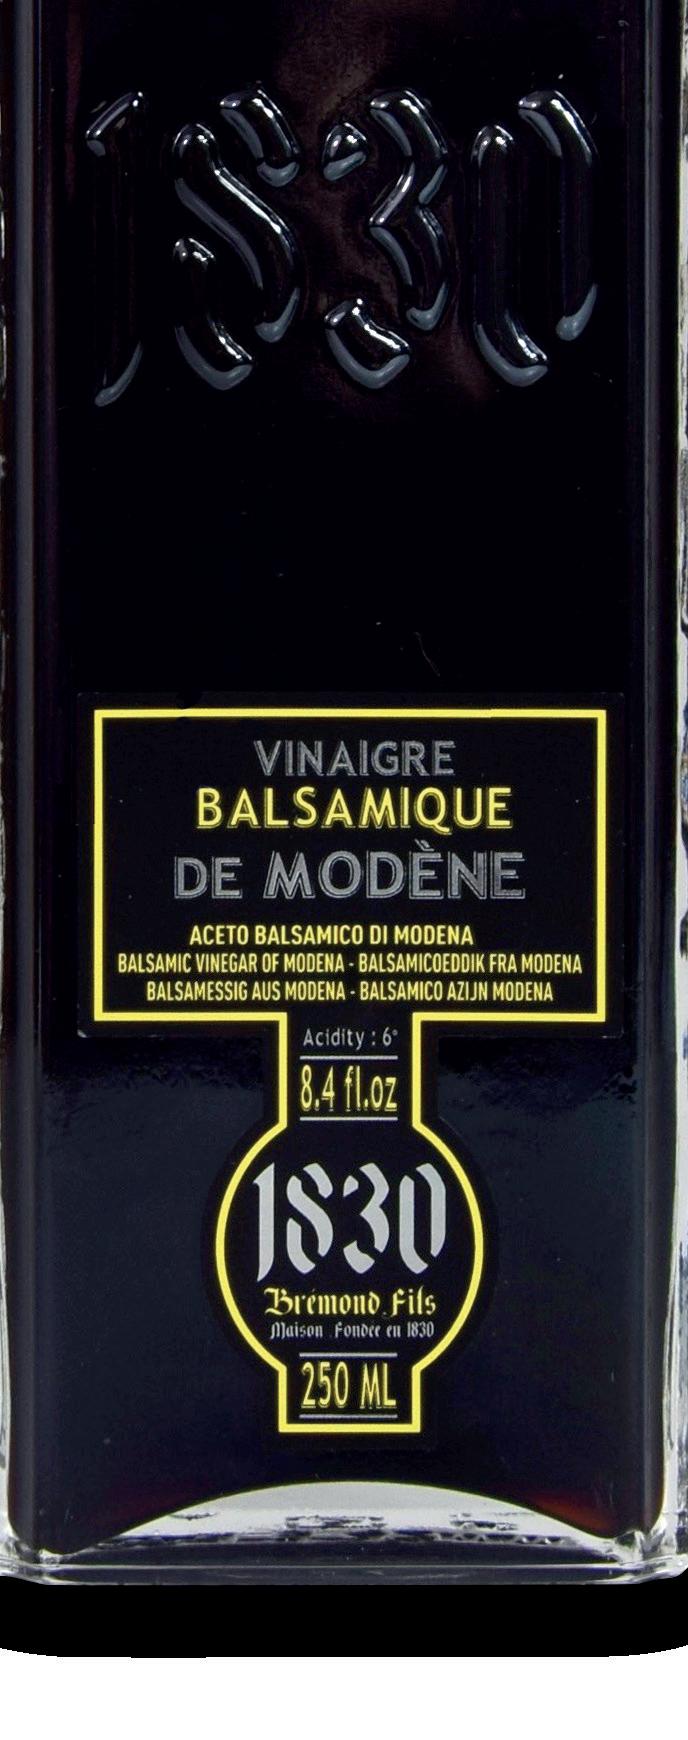 1830
VINAIGRE
BALSAMIQUE
DE MODÈNE
ACETO BALSAMICO DI MODENA
BALSAMIC VINEGAR OF MODENA - BALSAMICOEDDIK FRA MODENA
BALSAMESSIG AUS MODENA - BALSAMICO AZIJN MODENA
Acidity : 6°
8.4 fl.oz
1830
Brémond Fils
Maison Fondée en 1830
250 ML